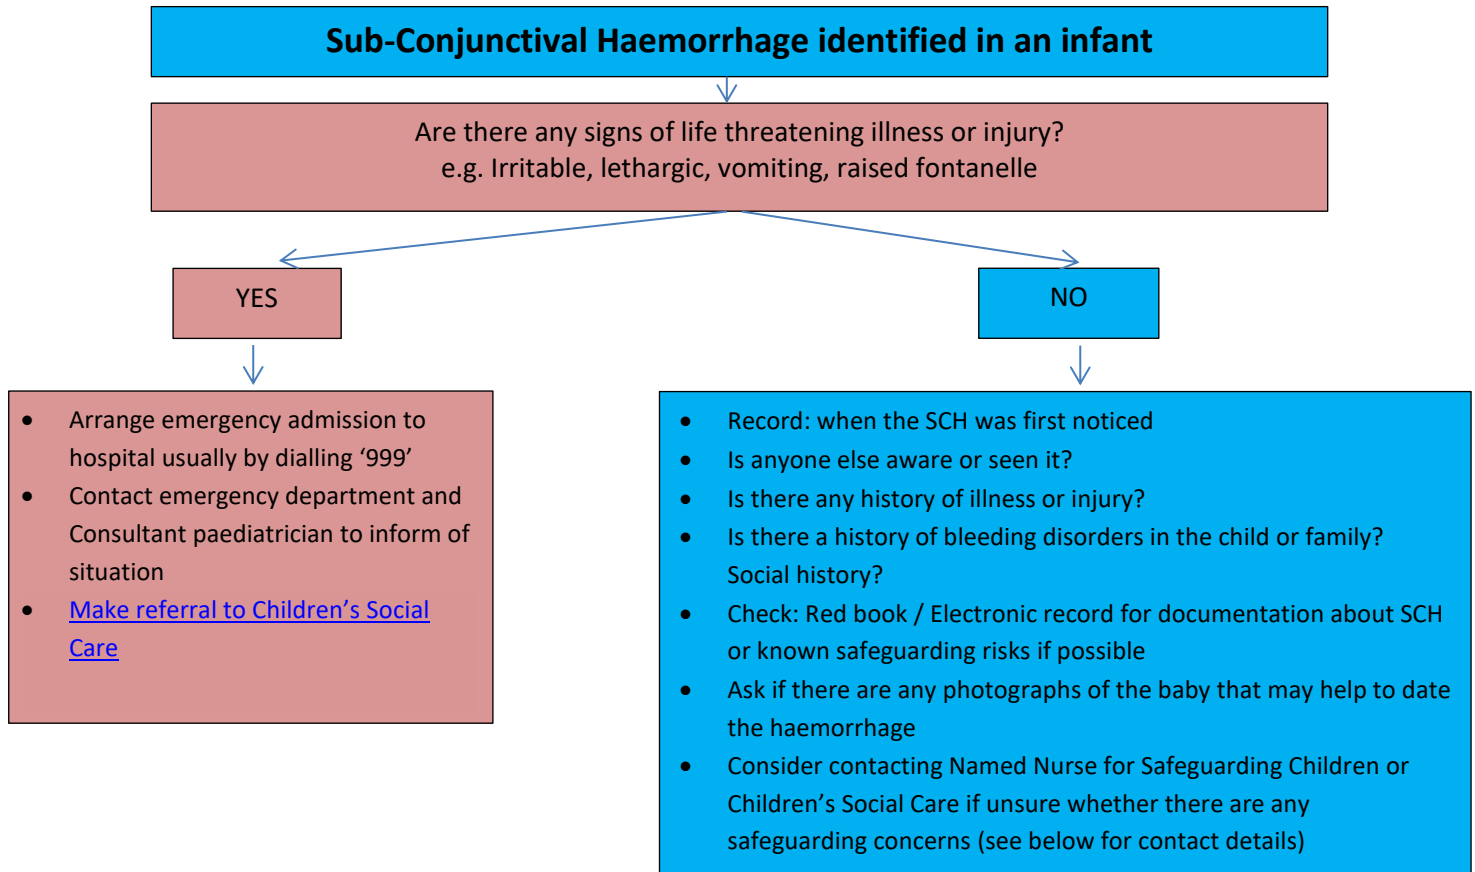 Sub-Conjunctival Haemorrhage identified in an infant
Are there any signs of life threatening illness or injury?
e.g. Irritable, lethargic, vomiting, raised fontanelle
YES
NO
• Arrange emergency admission to
hospital usually by dialling ‘999’
• Contact emergency department and
Consultant paediatrician to inform of
situation
• Make referral to Children’s Social
Care
• Record: when the SCH was first noticed
• Is anyone else aware or seen it?
• Is there any history of illness or injury?
• Is there a history of bleeding disorders in the child or family?
Social history?
• Check: Red book / Electronic record for documentation about SCH
or known safeguarding risks if possible
• Ask if there are any photographs of the baby that may help to date
the haemorrhage
• Consider contacting Named Nurse for Safeguarding Children or
Children’s Social Care if unsure whether there are any
safeguarding concerns (see below for contact details)